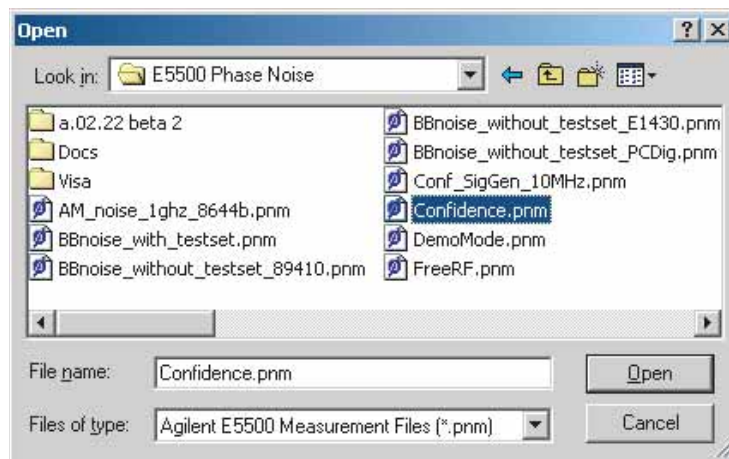 Open
Look in: E5500 Phase Noise
a.02.22 beta 2
Docs
Visa
AM_noise_1ghz_8644b.pnm
BBnoise_with_testset.pnm
BBnoise_without_testset_89410.pnm
BBnoise_without_testset_E1430.pnm
BBnoise_without_testset_PCDig.pnm
Conf_SigGen_10MHz.pnm
Confidence.pnm
DemoMode.pnm
FreeRF.pnm
File name: Confidence.pnm Open
Files of type: Agilent E5500 Measurement Files (*.pnm) Cancel